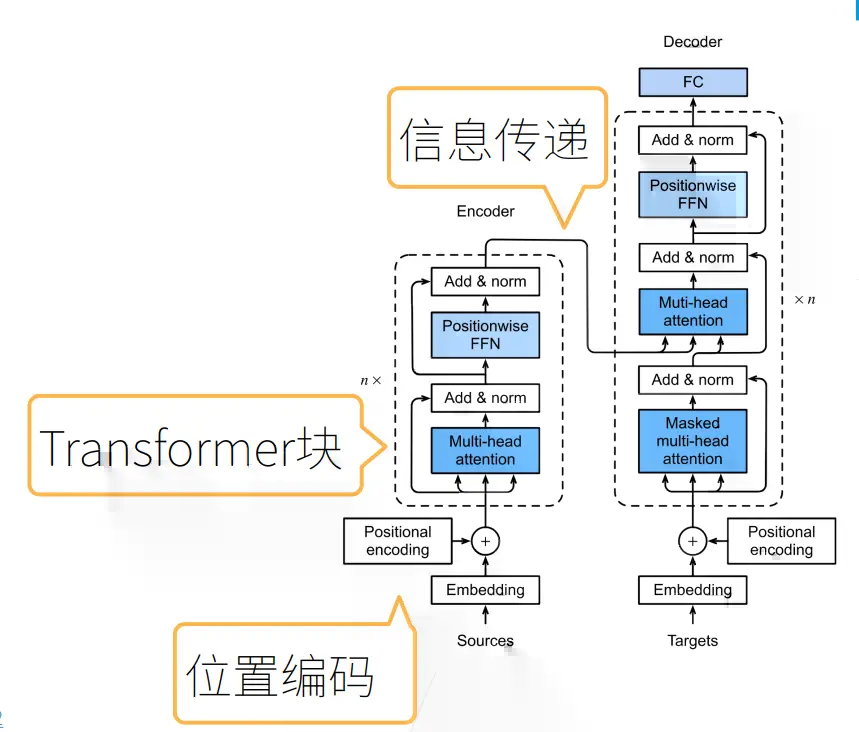 Decoder
FC
信息传递
Add & norm
Positionwise
FFN
Encoder
Add & norm
Add & norm
Muti-head
attention
× n
Positionwise
FFN
n ×
Add & norm
Add & norm
Transformer块
Multi-head
attention
Masked
multi-head
attention
Positional
encoding
+
+
Positional
encoding
Embedding
Embedding
Sources
Targets
位置编码